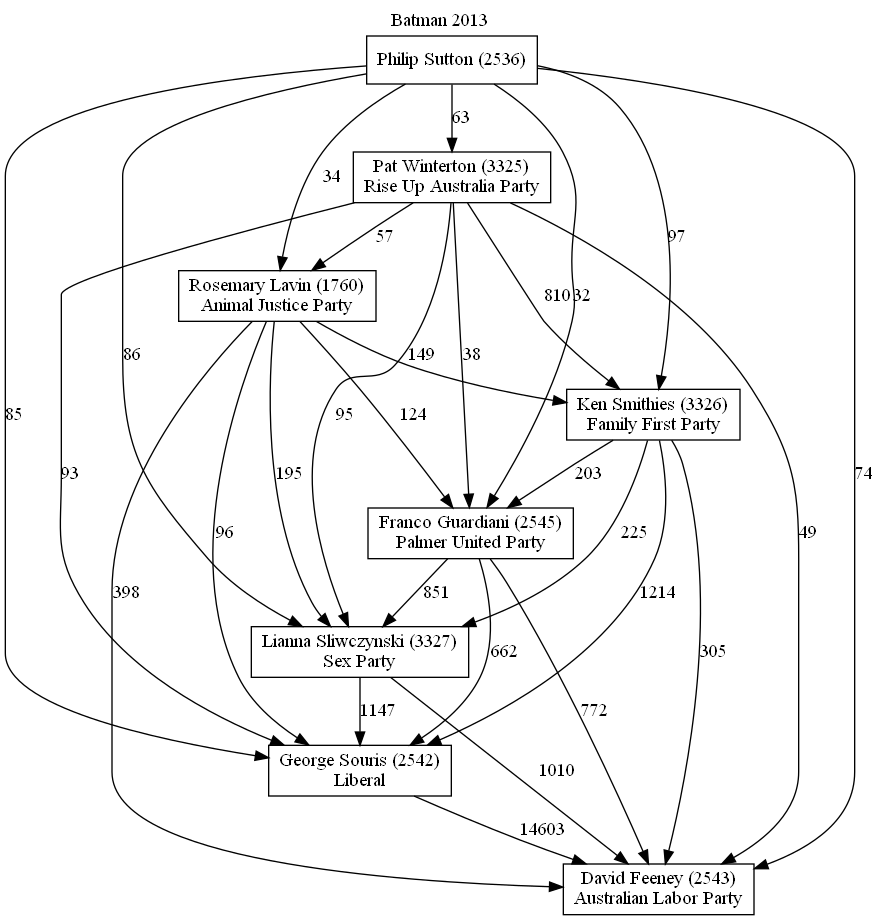 Batman 2013
Philip Sutton (2536)
63
Pat Winterton (3325)
Rise Up Australia Party
34
57
97
Rosemary Lavin (1760)
Animal Justice Party
810
32
86
149
38
Ken Smithies (3326)
Family First Party
85
95
124
93
195
203
74
Franco Guardiani (2545)
Palmer United Party
96
225
49
398
851
1214
Lianna Sliwczynski (3327)
Sex Party
662
305
1147
772
George Souris (2542)
Liberal
1010
14603
David Feeney (2543)
Australian Labor Party